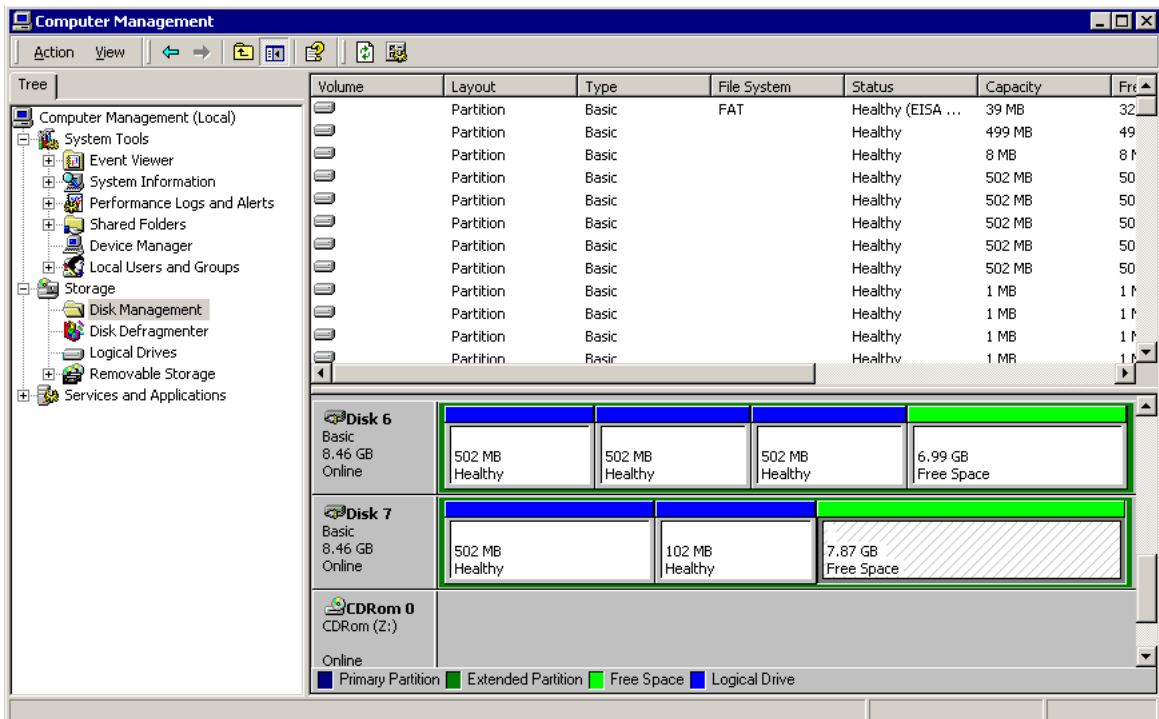 Computer Management
Action View
Tree
Computer Management (Local)
System Tools
Event Viewer
System Information
Performance Logs and Alerts
Shared Folders
Device Manager
Local Users and Groups
Storage
Disk Management
Disk Defragmenter
Logical Drives
Removable Storage
Services and Applications
Volume Layout Type File System Status Capacity
Partition Basic FAT Healthy (EISA ... 39 MB 32
Partition Basic Healthy 499 MB 49
Partition Basic Healthy 8 MB 8
Partition Basic Healthy 502 MB 50
Partition Basic Healthy 502 MB 50
Partition Basic Healthy 502 MB 50
Partition Basic Healthy 502 MB 50
Partition Basic Healthy 502 MB 50
Partition Basic Healthy 1 MB 1
Partition Basic Healthy 1 MB 1
Partition Basic Healthy 1 MB 1
Partition Basic Healthy 1 MB 1
Disk 6
Basic
8.46 GB
Online
502 MB
Healthy
502 MB
Healthy
502 MB
Healthy
6.99 GB
Free Space
Disk 7
Basic
8.46 GB
Online
502 MB
Healthy
102 MB
Healthy
7.87 GB
Free Space
CDRom 0
CDRom (Z:)
Online
Primary Partition Extended Partition Free Space Logical Drive